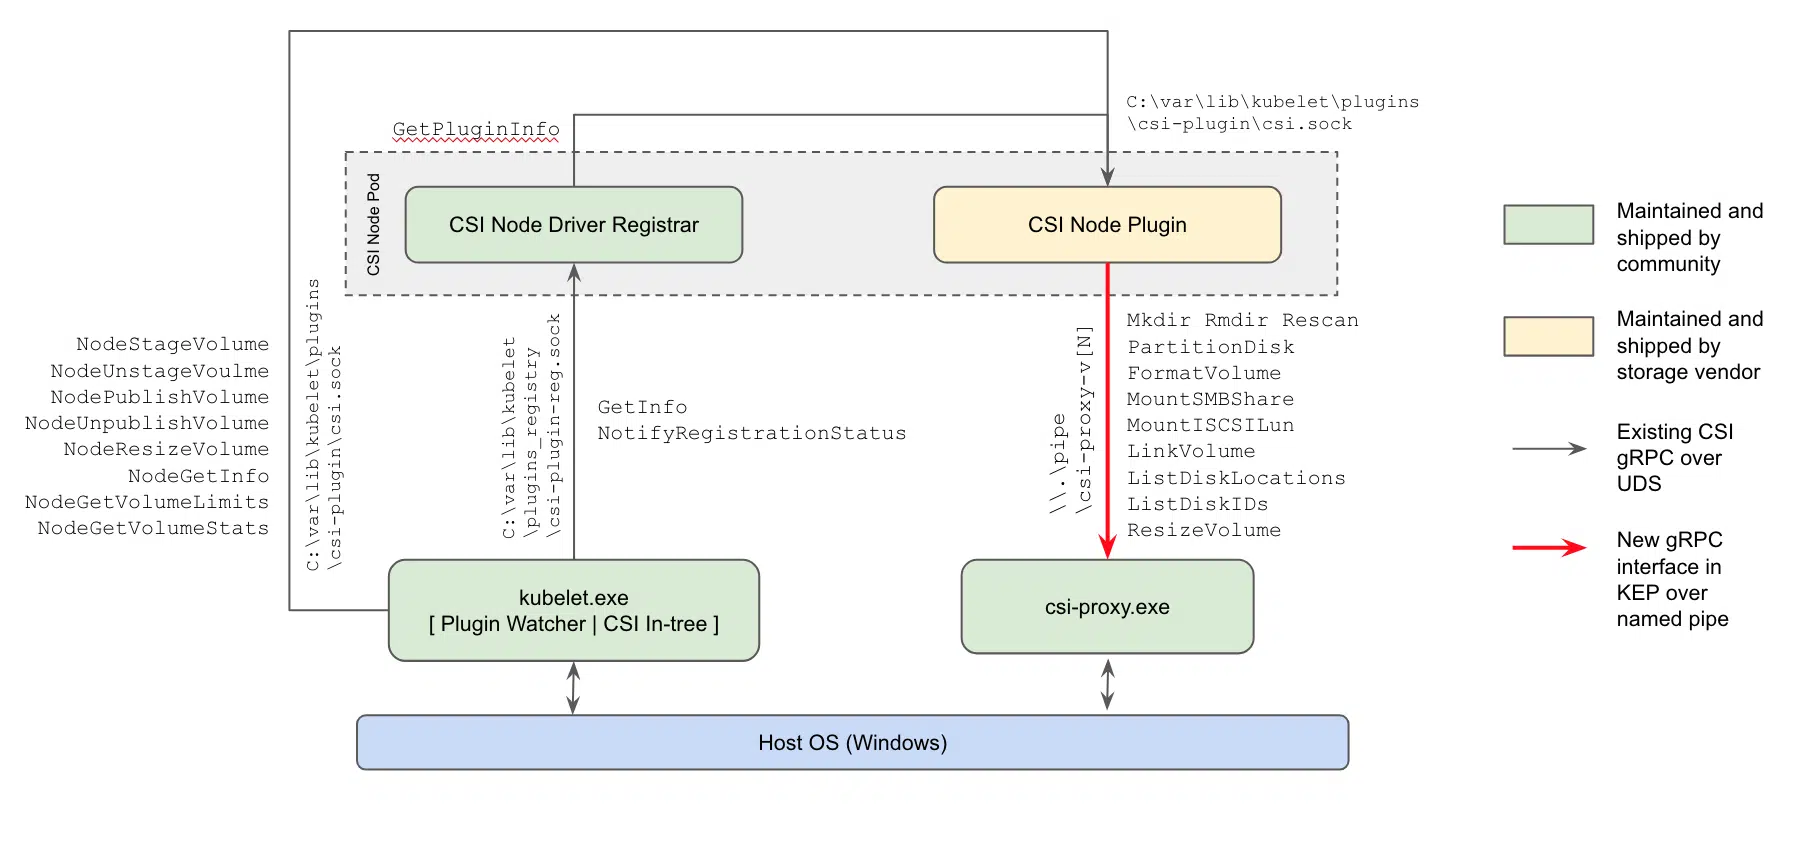 C:\var\lib\kubelet\plugins
\csi-plugin\csi.sock
GetPluginInfo
CSI Node Pod
CSI Node Driver Registrar
CSI Node Plugin
NodeStageVolume
NodeUnstageVoulme
NodePublishVolume
NodeUnpublishVolume
NodeResizeVolume
NodeGetInfo
NodeGetVolumeLimits
NodeGetVolumeStats
C:\var\lib\kubelet\plugins
\csi-plugin\csi.sock
C:\var\lib\kubelet
\plugins_registry
\csi-plugin-reg.sock
GetInfo
NotifyRegistrationStatus
\\.\pipe
\csi-proxy-v[N]
Mkdir Rmdir Rescan
PartitionDisk
FormatVolume
MountSMBShare
MountISCSILun
LinkVolume
ListDiskLocations
ListDiskIDs
ResizeVolume
kubelet.exe
[ Plugin Watcher | CSI In-tree ]
csi-proxy.exe
Host OS (Windows)
Maintained and
shipped by
community
Maintained and
shipped by
storage vendor
Existing CSI
gRPC over
UDS
New gRPC
interface in
KEP over
named pipe